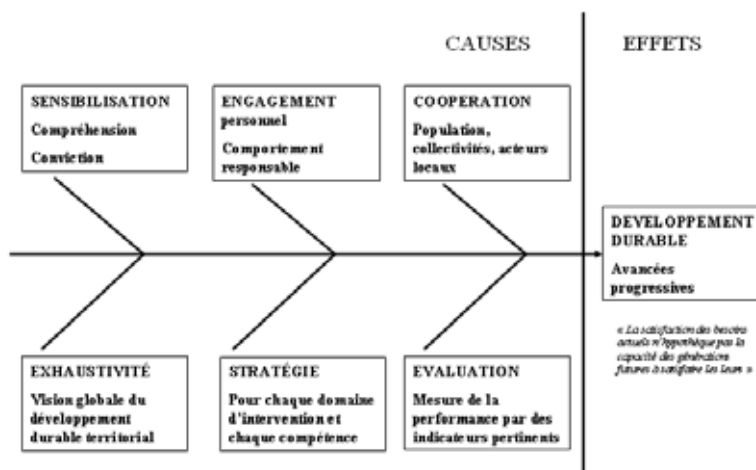 CAUSES
EFFETS
SENSIBILISATION
Compréhension
Conviction
ENGAGEMENT
personnel
Comportement
responsable
COOPERATION
Population,
collectivités, acteurs
locaux
DEVELOPPEMENT
DURABLE
Avancées
progressives
« La satisfaction des besoins
actuels n'hypothèque pas la
capacité des générations
futures à satisfaire les leurs »
EXHAUSTIVITÉ
Vision globale du
développement
durable territorial
STRATÉGIE
Pour chaque domaine
d'intervention et
chaque compétence
EVALUATION
Mesure de la
performance par des
indicateurs pertinents